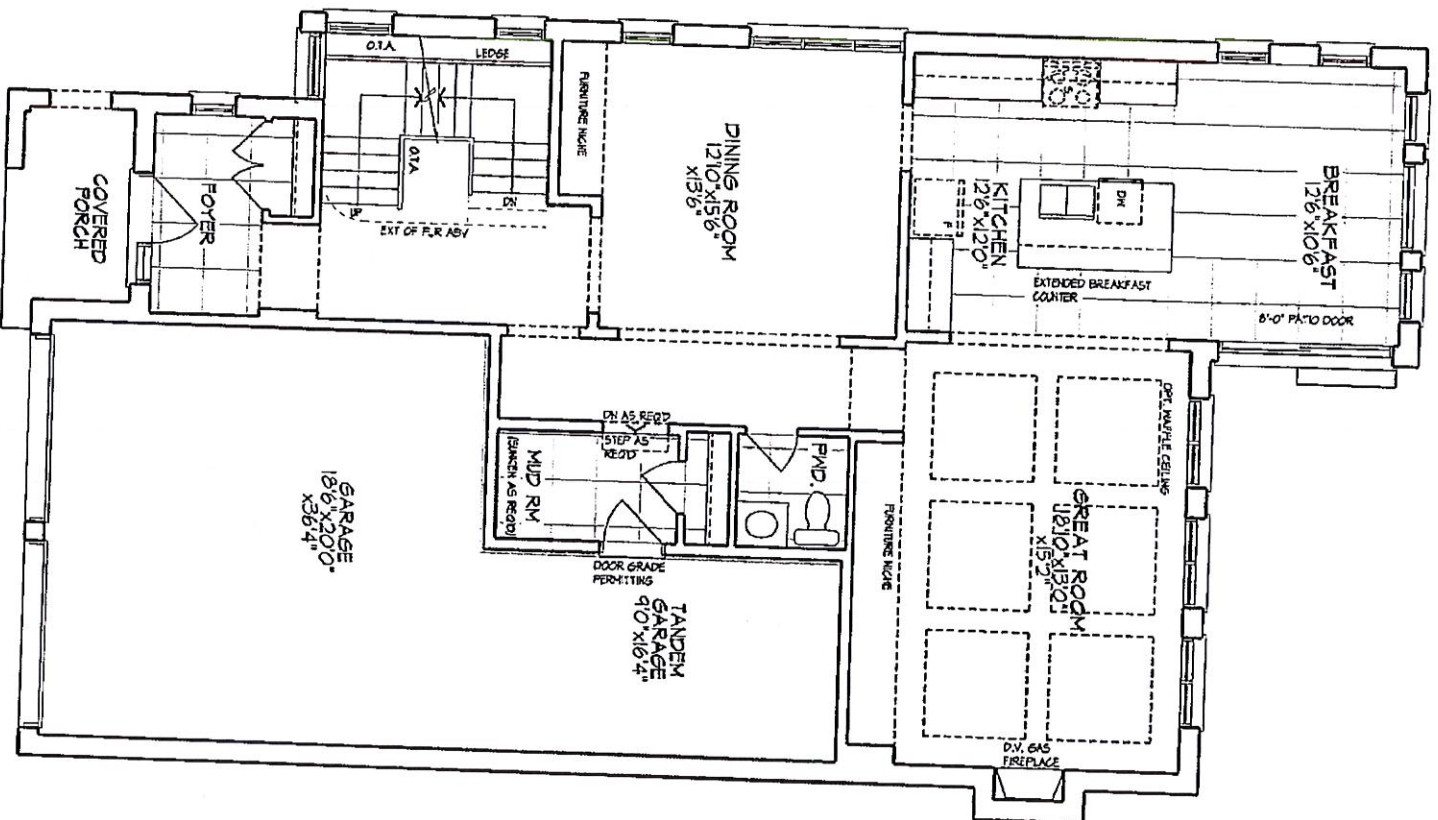 O.T.A.
LEDGE
FURNITURE NICHE
DINING ROOM
12'10"x15'6"
x13'6"
KITCHEN
12'6"x12'0"
BREAKFAST
12'6"x10'6"
DW
F
EXTENDED BREAKFAST
COUNTER
8'-0" PATIO DOOR
O.T.A.
UP
DN
EXT OF FLR ABV
FOYER
COVERED
PORCH
DN AS REQ'D
STEP AS
REQ'D
MUD RM
(SUNKEN AS REQ'D)
PWD.
OPT. WAFFLE CEILING
GREAT ROOM
18'10"x13'0"
x15'2"
FURNITURE NICHE
GARAGE
18'6"x20'0"
x36'4"
DOOR GRADE
PERMITTING
TANDEM
GARAGE
9'0"x16'4"
D.V. GAS
FIREPLACE